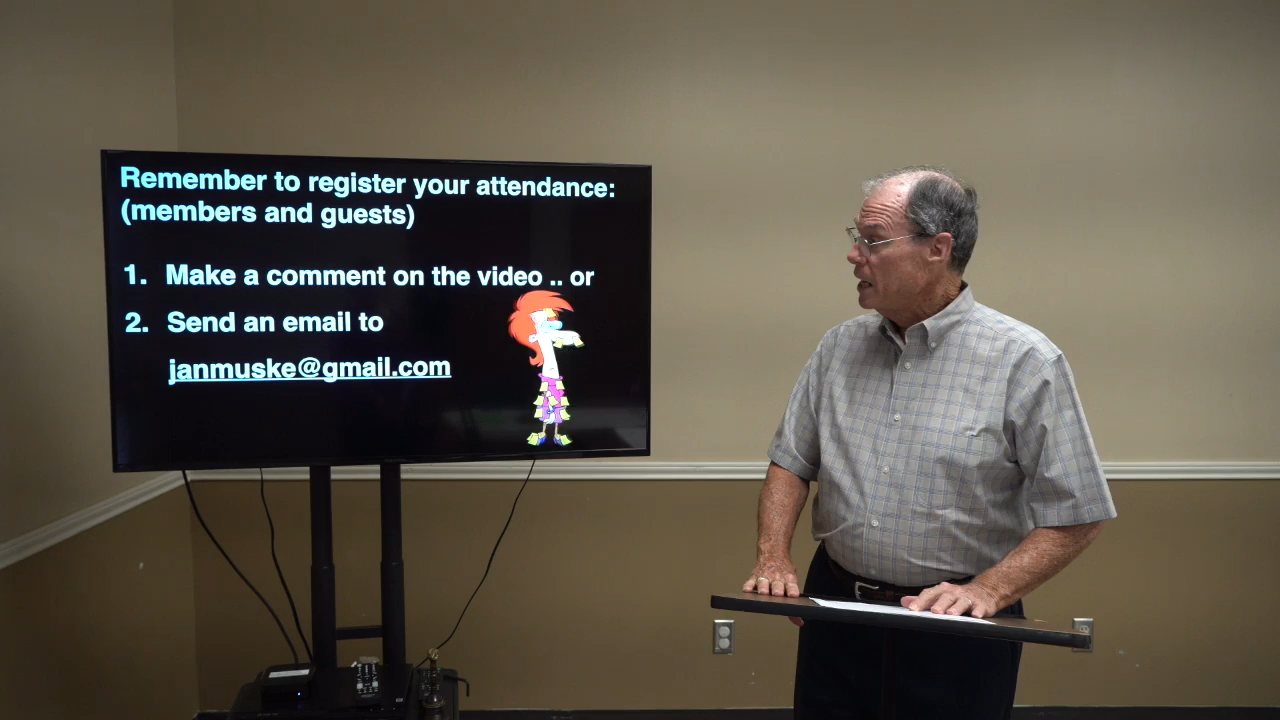 Remember to register your attendance:
(members and guests)
1. Make a comment on the video .. or
2. Send an email to
janmuske@gmail.com